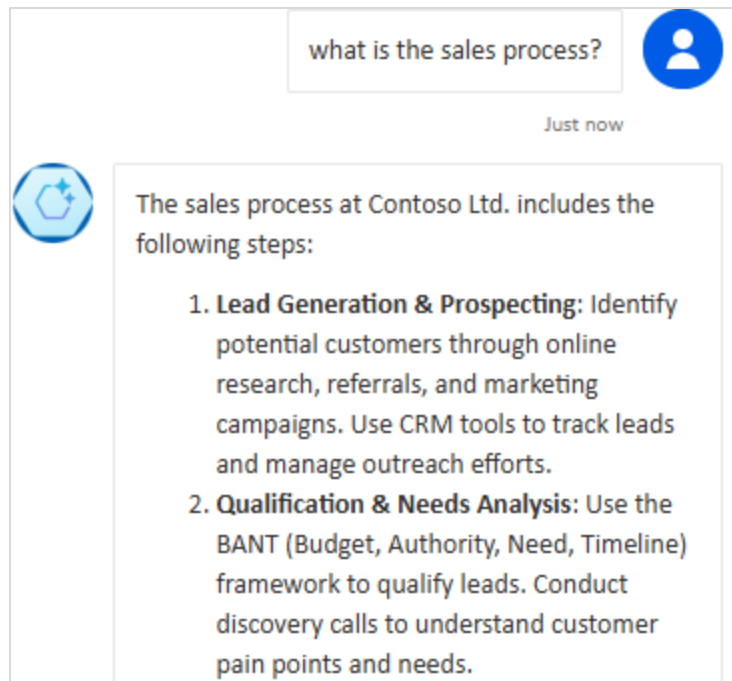 what is the sales process?
Just now
The sales process at Contoso Ltd. includes the
following steps:
1. Lead Generation & Prospecting: Identify
potential customers through online
research, referrals, and marketing
campaigns. Use CRM tools to track leads
and manage outreach efforts.
2. Qualification & Needs Analysis: Use the
BANT (Budget, Authority, Need, Timeline)
framework to qualify leads. Conduct
discovery calls to understand customer
pain points and needs.